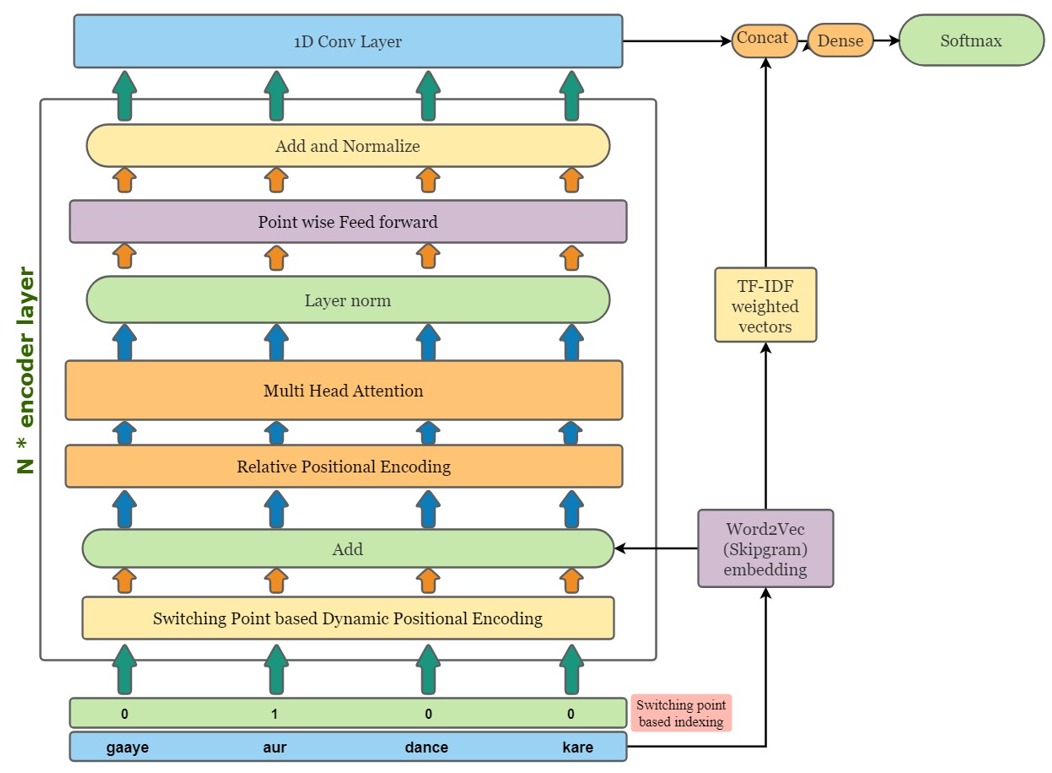 1D Conv Layer
Concat
Dense
Softmax
Add and Normalize
Point wise Feed forward
Layer norm
Multi Head Attention
Relative Positional Encoding
Add
Switching Point based Dynamic Positional Encoding
N * encoder layer
TF-IDF
weighted
vectors
Word2Vec
(Skipgram)
embedding
0 1 0 0
Switching point
based indexing
gaaye aur dance kare